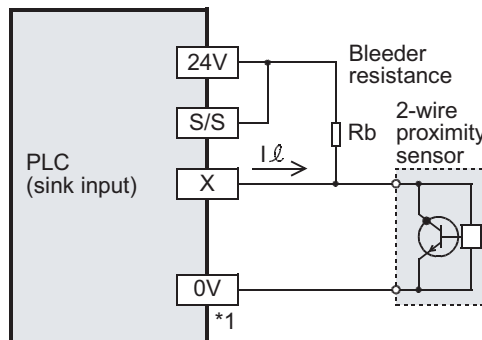 24V
Bleeder
resistance
S/S
2-wire
proximity
sensor
Rb
PLC
(sink input)
Iℓ
X
0V
*1